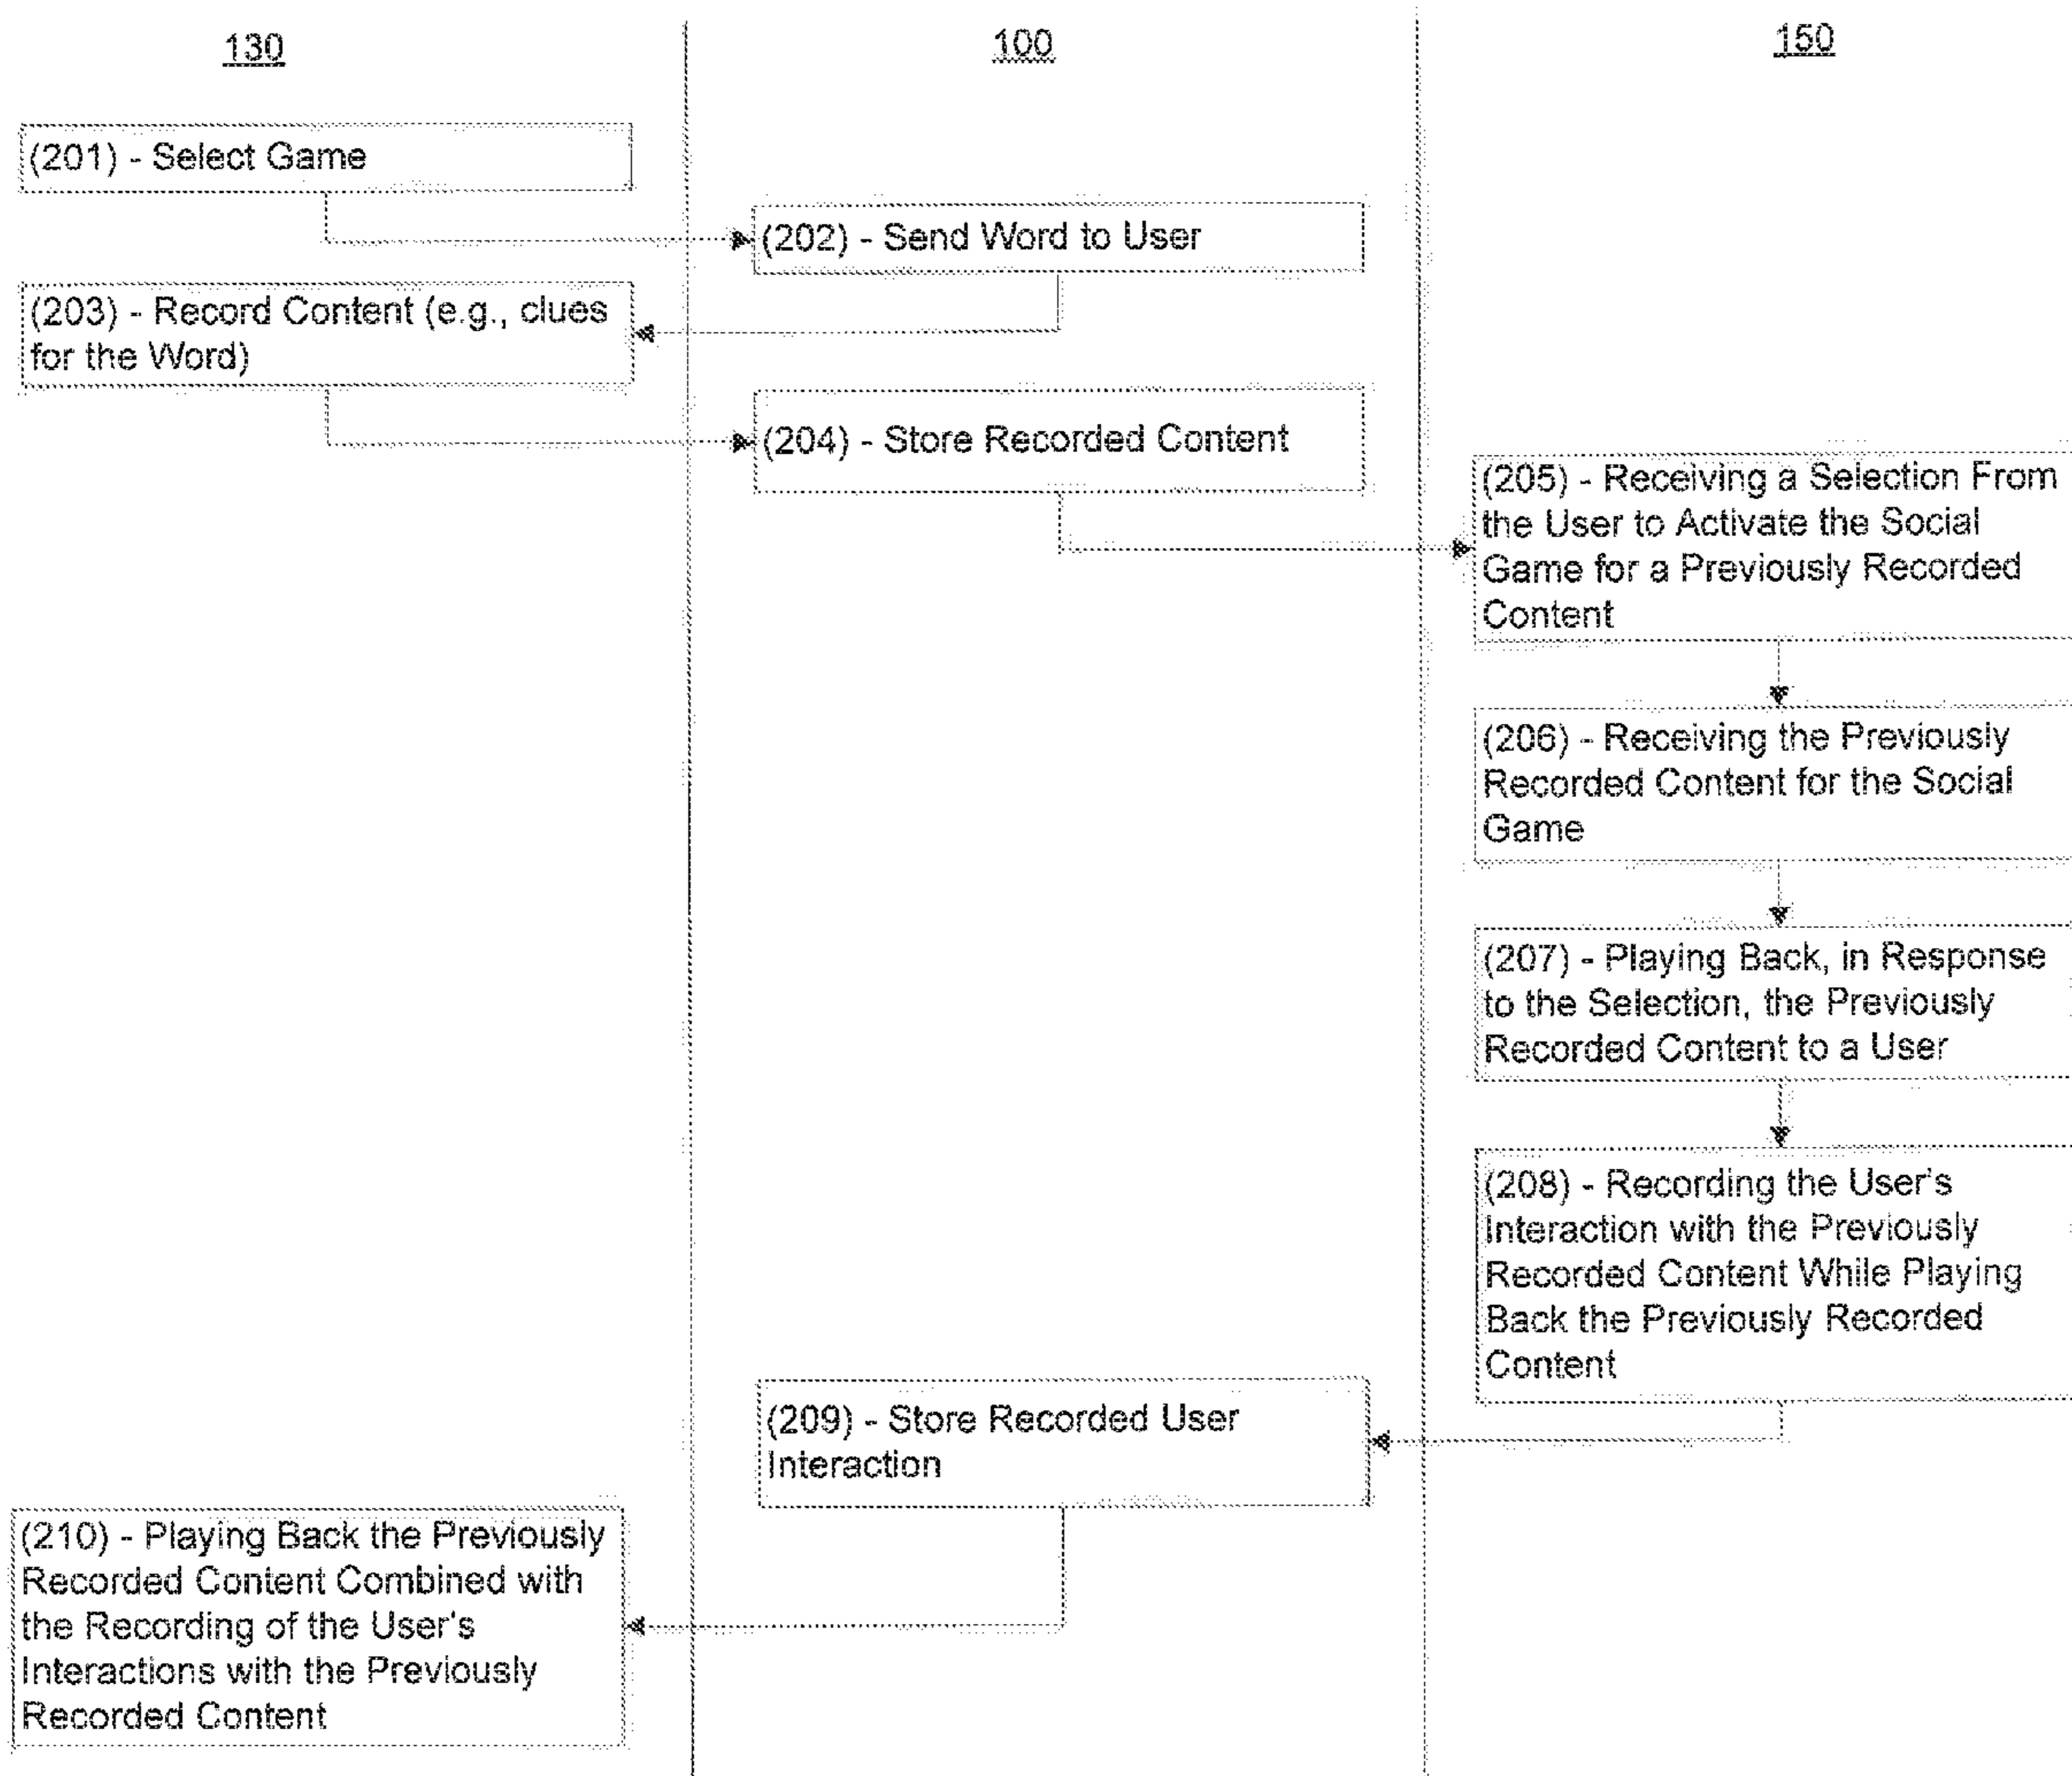 130
100
150
(201) - Select Game
(202) - Send Word to User
(203) - Record Content (e.g., clues
for the Word)
(204) - Store Recorded Content
(205) - Receiving a Selection From
the User to Activate the Social
Game for a Previously Recorded
Content
(206) - Receiving the Previously
Recorded Content for the Social
Game
(207) - Playing Back, in Response
to the Selection, the Previously
Recorded Content to a User
(208) - Recording the User's
Interaction with the Previously
Recorded Content While Playing
Back the Previously Recorded
Content
(209) - Store Recorded User
Interaction
(210) - Playing Back the Previously
Recorded Content Combined with
the Recording of the User's
Interactions with the Previously
Recorded Content